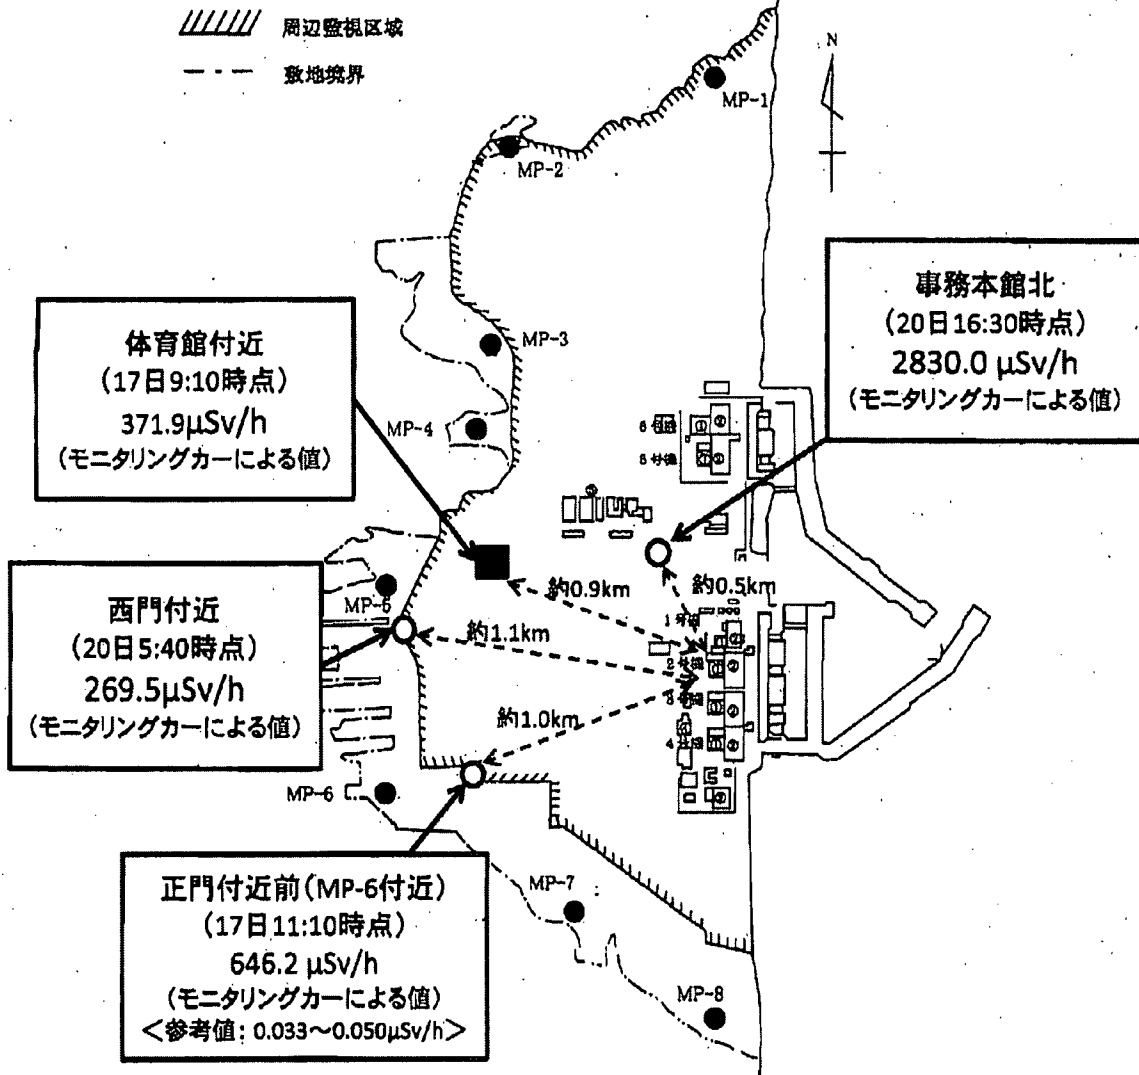 周辺監視区域
敷地境界
N
MP-1
MP-2
事務本館北
(20日16:30時点)
2830.0 μSv/h
(モニタリングカーによる値)
体育館付近
(17日9:10時点)
371.9μSv/h
(モニタリングカーによる値)
MP-3
MP-4
6号機
5号機
約0.9km
約0.5km
西門付近
(20日5:40時点)
269.5μSv/h
(モニタリングカーによる値)
MP-5
約1.1km
1号機
2号機
3号機
約1.0km
4号機
MP-6
正門付近前(MP-6付近)
(17日11:10時点)
646.2 μSv/h
(モニタリングカーによる値)
<参考値:0.033~0.050μSv/h>
MP-7
MP-8